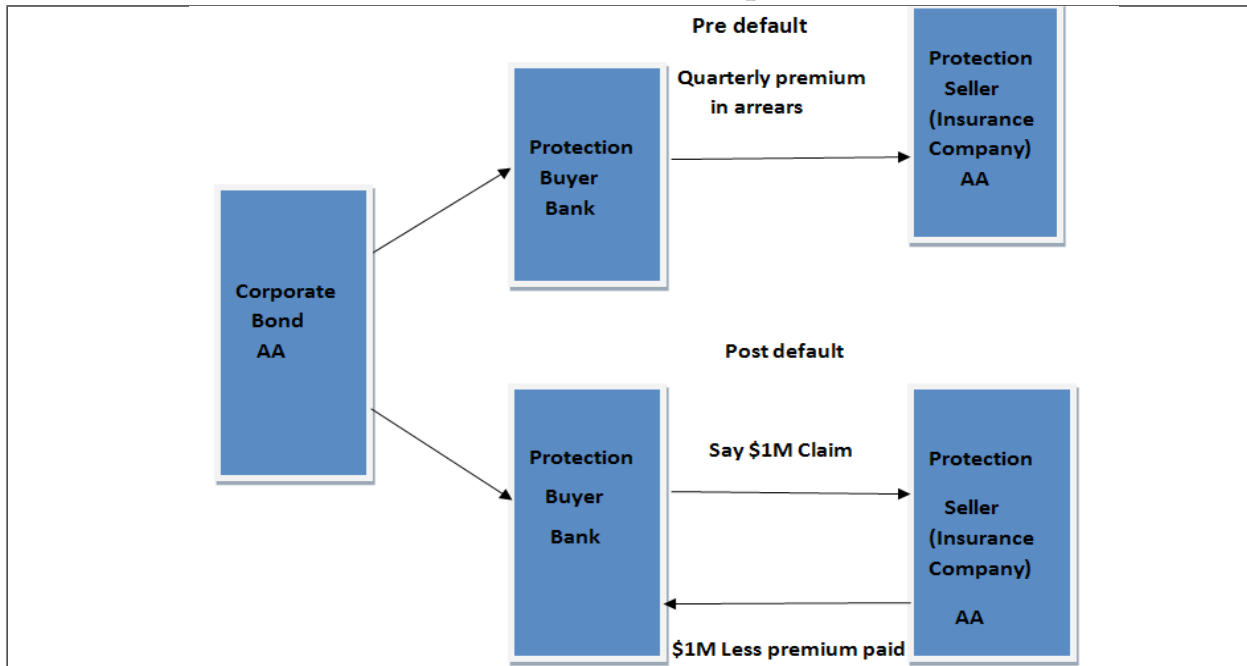 Pre default
Quarterly premium
in arrears
Protection
Seller
(Insurance
Company)
AA
Protection
Buyer
Bank
Corporate
Bond
AA
Post default
Protection
Buyer
Bank
Say $1M Claim
Protection
Seller
(Insurance
Company)
AA
$1M Less premium paid